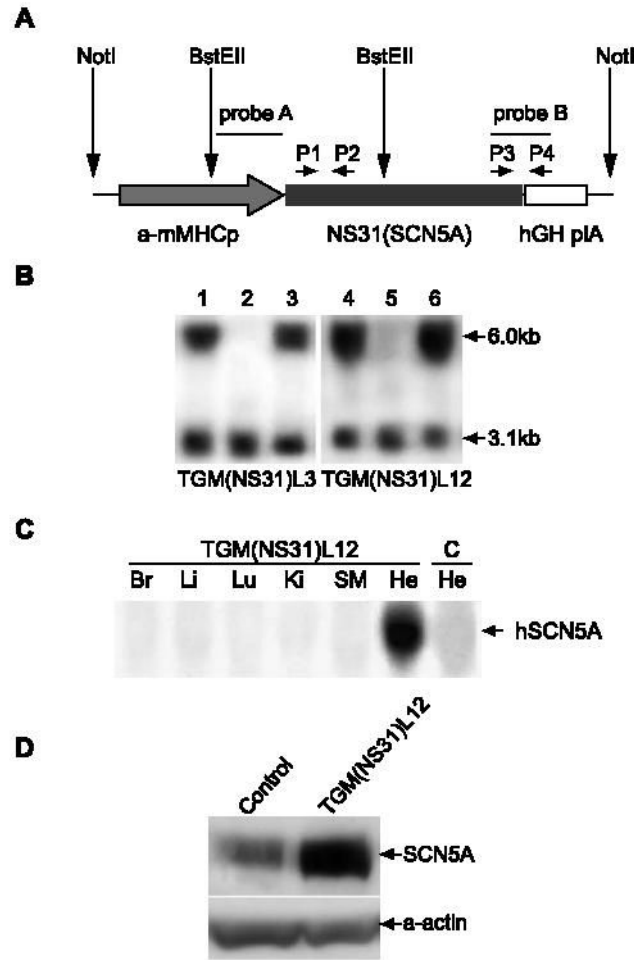 A
NotI BstEII BstEII NotI
probe A probe B
P1 P2 P3 P4
a-mMHCp NS31(SCN5A) hGH plA
B
1 2 3 4 5 6
6.0kb
3.1kb
TGM(NS31)L3 TGM(NS31)L12
C
TGM(NS31)L12 C
Br Li Lu Ki SM He He
hSCN5A
D
Control TGM(NS31)L12
SCN5A
a-actin